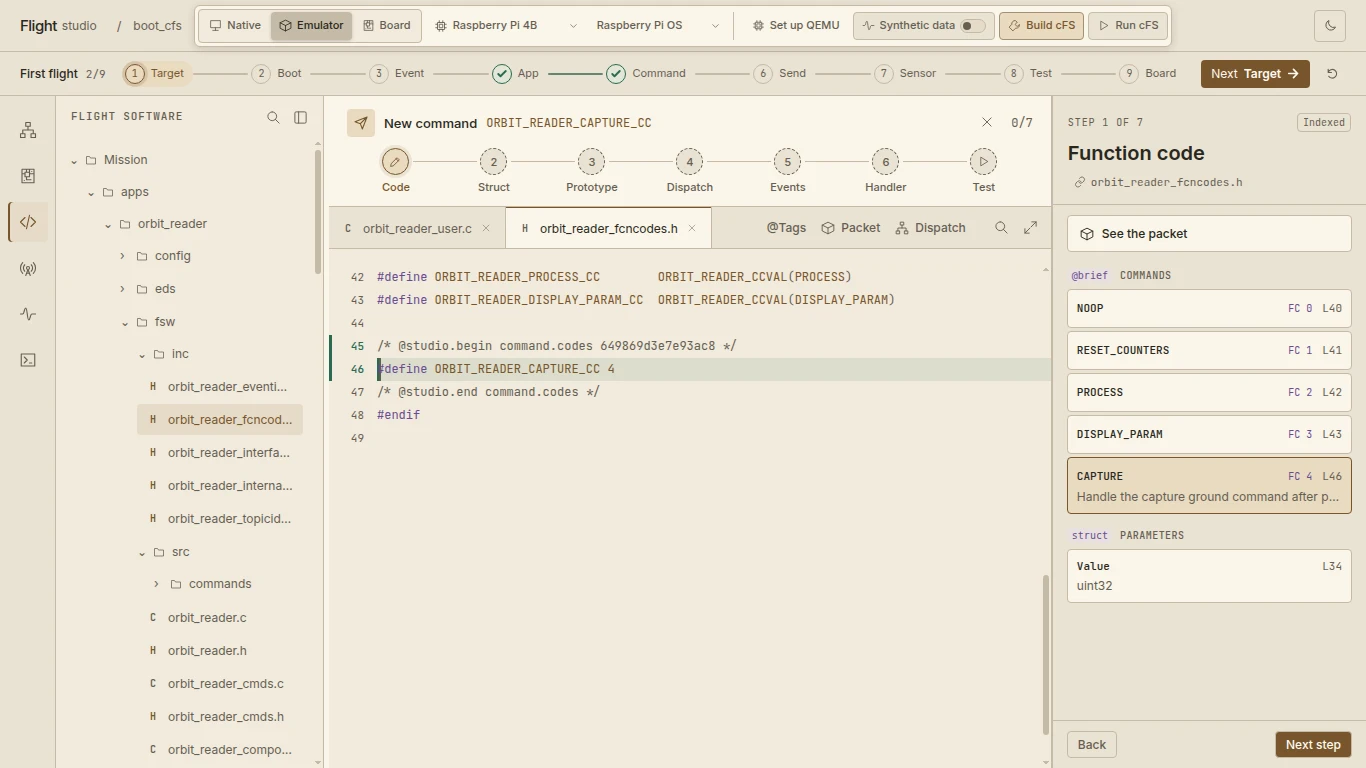 Flight studio / boot_cfs Native Emulator Board Raspberry Pi 4B Raspberry Pi OS Set up QEMU Synthetic data Build cFS Run cFS
First flight 2/9 1 Target 2 Boot 3 Event App Command 6 Send 7 Sensor 8 Test 9 Board Next Target
FLIGHT SOFTWARE
Mission
apps
orbit_reader
config
eds
fsw
inc
H orbit_reader_eventi...
H orbit_reader_fcncod...
H orbit_reader_interfa...
H orbit_reader_interna...
H orbit_reader_topicid...
src
commands
C orbit_reader.c
H orbit_reader.h
C orbit_reader_cmds.c
H orbit_reader_cmds.h
C orbit_reader_compo...
New command ORBIT_READER_CAPTURE_CC 0/7
2 3 4 5 6
Code Struct Prototype Dispatch Events Handler Test
C orbit_reader_user.c H orbit_reader_fcncodes.h @Tags Packet Dispatch
42 #define ORBIT_READER_PROCESS_CC ORBIT_READER_CCVAL(PROCESS)
43 #define ORBIT_READER_DISPLAY_PARAM_CC ORBIT_READER_CCVAL(DISPLAY_PARAM)
44
45 /* @studio.begin command.codes 649869d3e7e93ac8 */
46 #define ORBIT_READER_CAPTURE_CC 4
47 /* @studio.end command.codes */
48 #endif
49
STEP 1 OF 7 Indexed
Function code
orbit_reader_fcncodes.h
See the packet
@brief COMMANDS
NOOP FC 0 L40
RESET_COUNTERS FC 1 L41
PROCESS FC 2 L42
DISPLAY_PARAM FC 3 L43
CAPTURE FC 4 L46
Handle the capture ground command after p...
struct PARAMETERS
Value L34
uint32
Back Next step